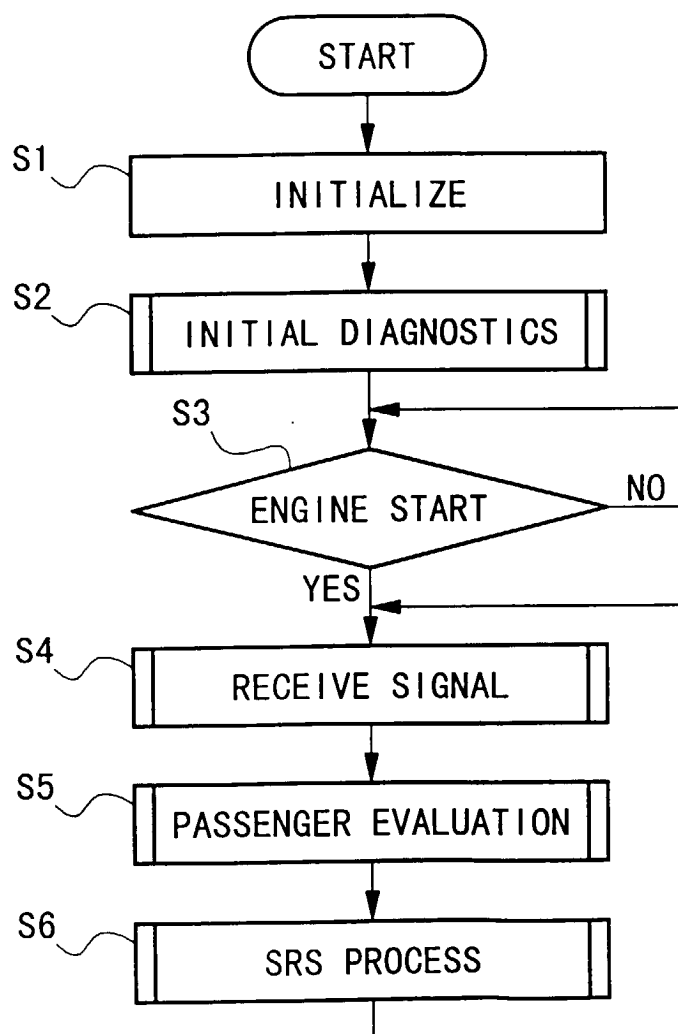 START
S1
INITIALIZE
S2
INITIAL DIAGNOSTICS
S3
ENGINE START
NO
YES
S4
RECEIVE SIGNAL
S5
PASSENGER EVALUATION
S6
SRS PROCESS